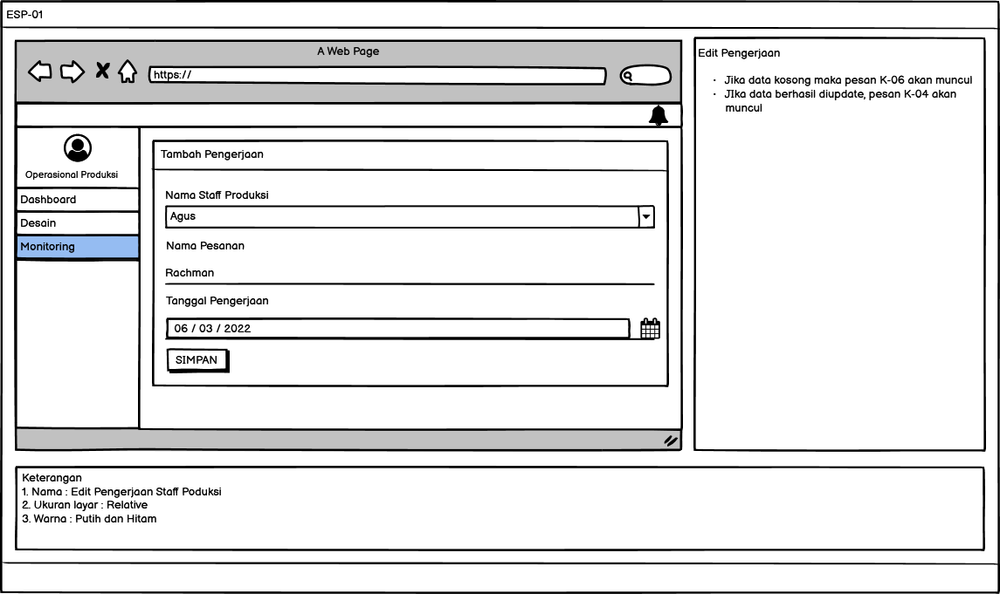 ESP-01
A Web Page
https://
Operasional Produksi
Dashboard
Desain
Monitoring
Tambah Pengerjaan
Nama Staff Produksi
Agus
Nama Pesanan
Rachman
Tanggal Pengerjaan
06 / 03 / 2022
SIMPAN
Edit Pengerjaan
· Jika data kosong maka pesan K-06 akan muncul
· JIka data berhasil diupdate, pesan K-04 akan
muncul
Keterangan
1. Nama : Edit Pengerjaan Staff Poduksi
2. Ukuran layar : Relative
3. Warna : Putih dan Hitam